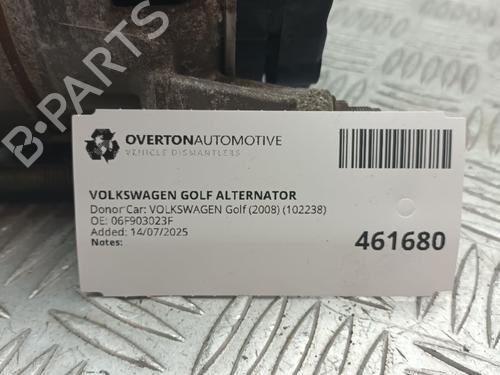 B-PARTS
OVERTONAUTOMOTIVE
VEHICLE DISMANTLERS
VOLKSWAGEN GOLF ALTERNATOR
Donor Car: VOLKSWAGEN Golf (2008) (102238)
OE: 06F903023F
Added: 14/07/2025
Notes:
461680